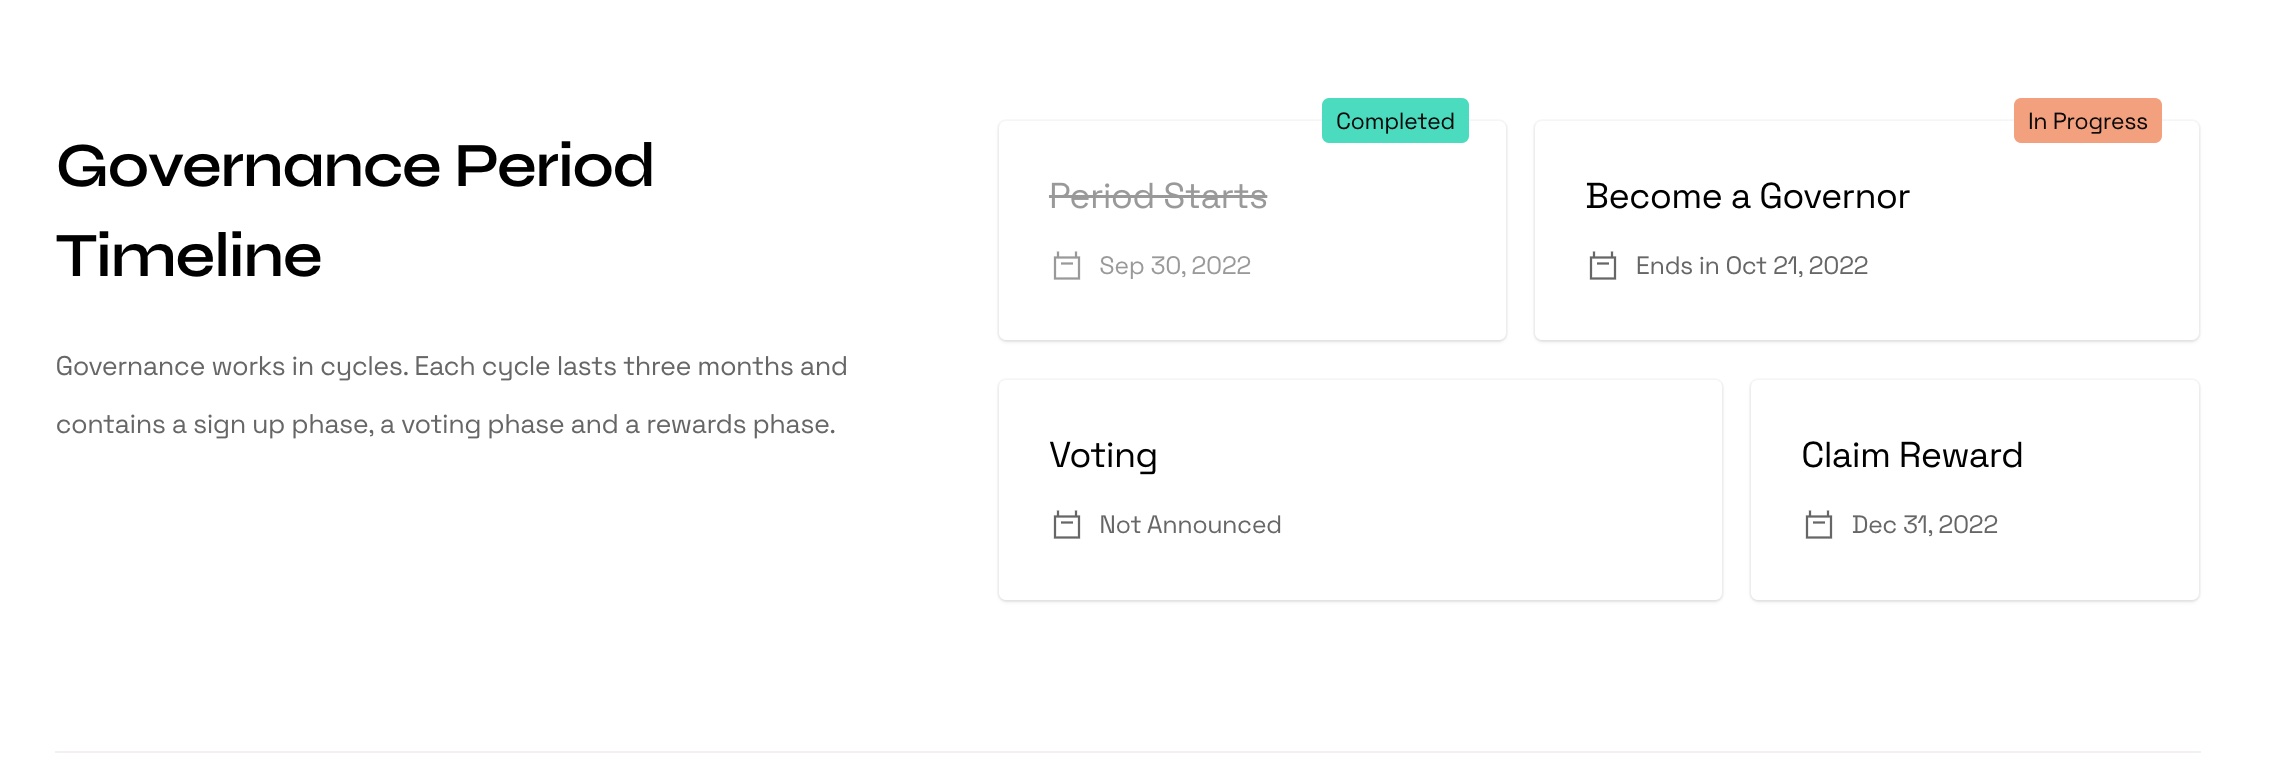 Governance Period
Timeline
Governance works in cycles. Each cycle lasts three months and
contains a sign up phase, a voting phase and a rewards phase.
Completed
Period Starts
Sep 30, 2022
In Progress
Become a Governor
Ends in Oct 21, 2022
Voting
Not Announced
Claim Reward
Dec 31, 2022